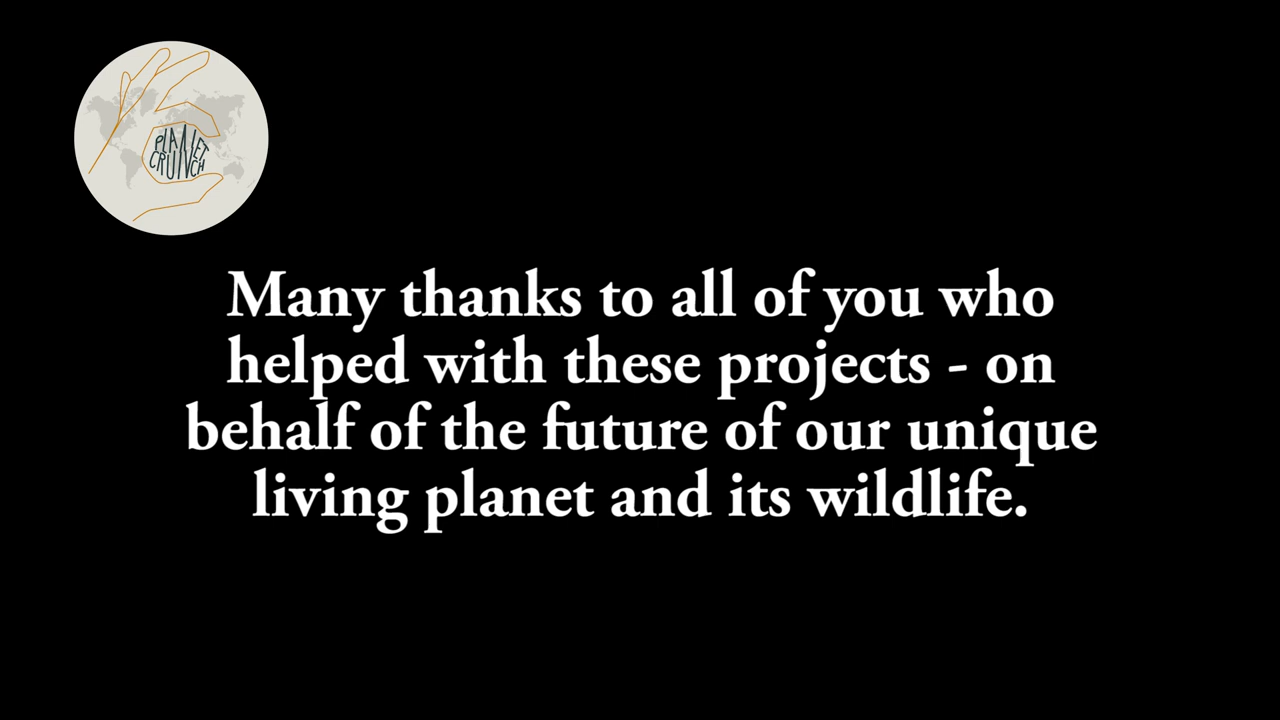 PLANET
CRUNCH
Many thanks to all of you who
helped with these projects - on
behalf of the future of our unique
living planet and its wildlife.